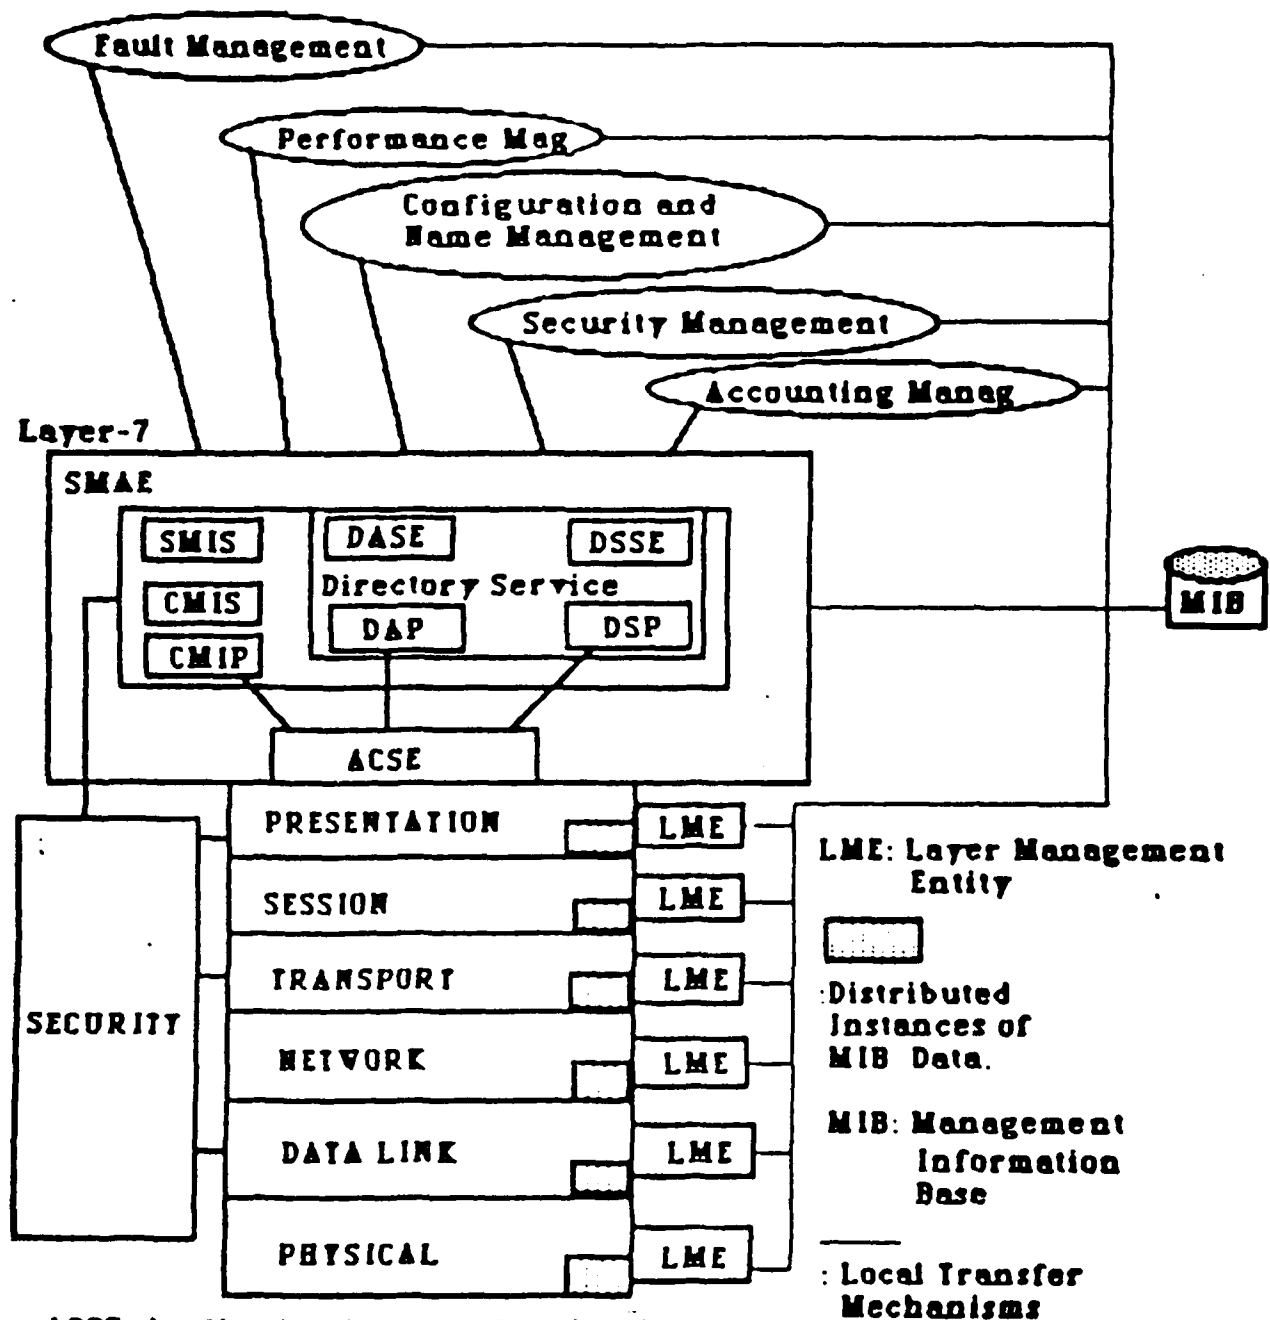 Fault Management
Performance Mag
Configuration and
Name Management
Security Management
Accounting Manag
Layer-7
SMAE
SMIS
DASE
DSSE
Directory Service
CMIS
DAP
DSP
CMIP
MIB
ACSE
PRESENTATION
LME
SESSION
LME
TRANSPORT
LME
NETWORK
LME
DATA LINK
LME
PHYSICAL
LME
SECURITY
LME: Layer Management
Entity
:Distributed
Instances of
MIB Data.
MIB: Management
Information
Base
: Local Transfer
Mechanisms